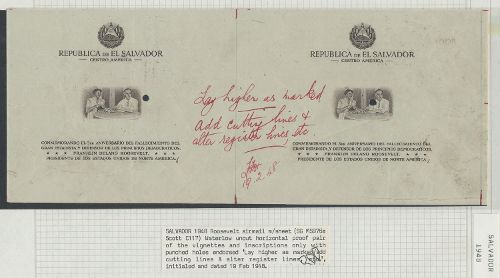 REPUBLICA DE EL SALVADOR
CENTRO AMERICA
CONMEMORANDO EL 3ER. ANIVERSARIO DEL FALLECIMIENTO DEL
GRAN ESTADISTA Y DEFENSOR DE LOS PRINCIPIOS DEMOCRATICOS.
FRANKLIN DELANO ROOSEVELT.
PRESIDENTE DE LOS ESTADOS UNIDOS DE NORTE AMERICA.
Lay higher as marked
add cutting lines &
alter register lines, etc.
19.2.48
REPUBLICA DE EL SALVADOR
CENTRO AMERICA
CONMEMORANDO EL 3ER. ANIVERSARIO DEL FALLECIMIENTO DEL
GRAN ESTADISTA Y DEFENSOR DE LOS PRINCIPIOS DEMOCRATICOS.
FRANKLIN DELANO ROOSEVELT.
PRESIDENTE DE LOS ESTADOS UNIDOS DE NORTE AMERICA.
SALVADOR 1948 Roosevelt airmail m/sheet (SG
Scott C117) Waterlow uncut horizontal proof pair
of the vignettes and inscriptions only with
punched holes endorsed "Lay higher as marked add
cutting lines & alter register lines,
initialed and dated 19 Feb 1948.
SALVADOR
1948